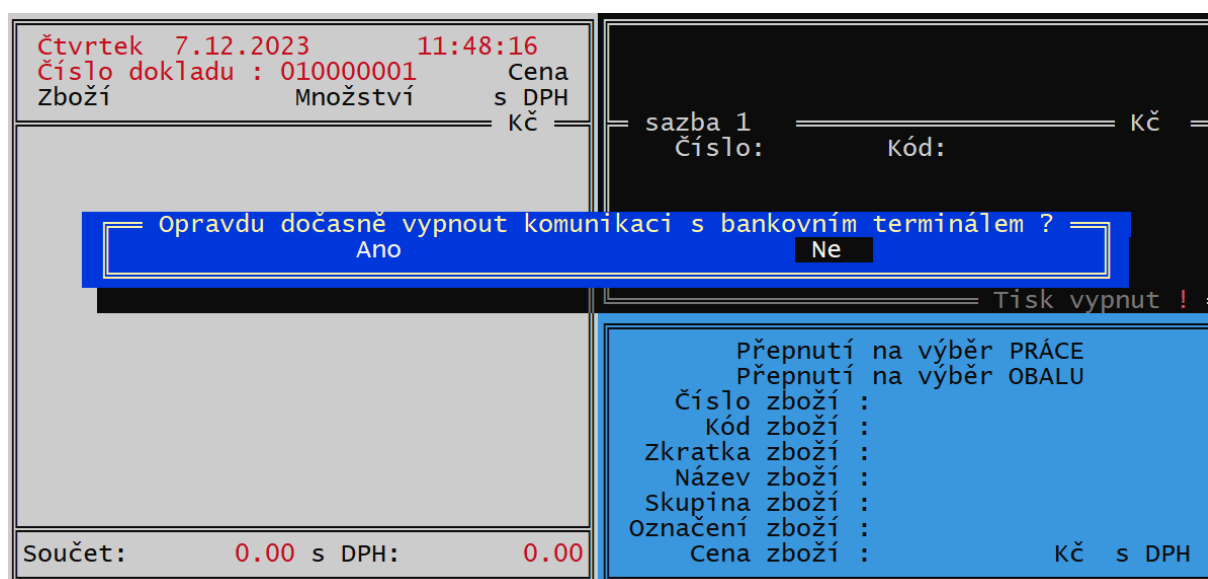 Čtvrtek 7.12.2023 11:48:16
Číslo dokladu : 010000001 Cena
Zboží Množství s DPH
Kč
sazba 1 Kč
Číslo: Kód:
Opravdu dočasně vypnout komunikaci s bankovním terminálem ?
Ano Ne
Tisk vypnut !
Přepnutí na výběr PRÁCE
Přepnutí na výběr OBALU
Číslo zboží :
Kód zboží :
Zkratka zboží :
Název zboží :
Skupina zboží :
Označení zboží :
Cena zboží : Kč s DPH
Součet: 0.00 s DPH: 0.00